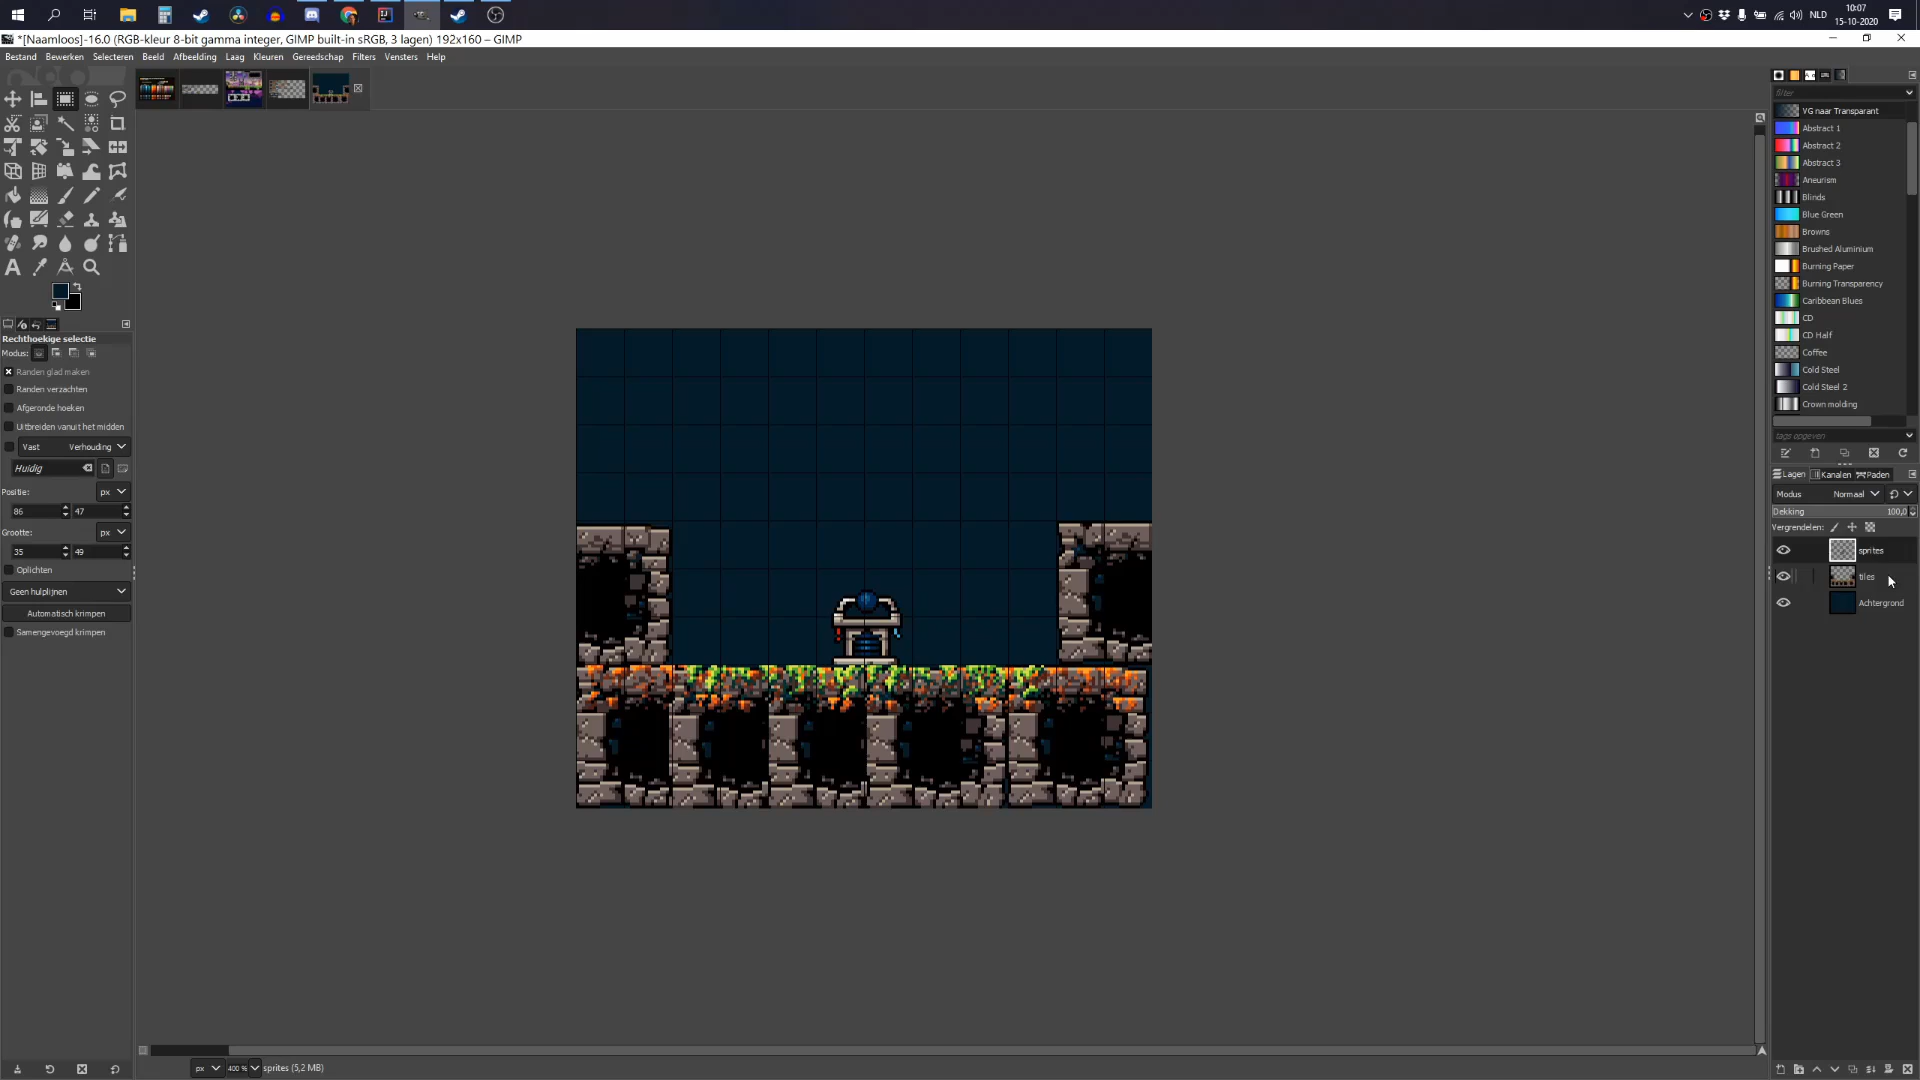 10:07
NLD
15-10-2020
*[Naamloos]-16.0 (RGB-kleur 8-bit gamma integer, GIMP built-in sRGB, 3 lagen) 192x160 – GIMP
Bestand Bewerken Selecteren Beeld Afbeelding Laag Kleuren Gereedschap Filters Vensters Help
filter
VG naar Transparant
Abstract 1
Abstract 2
Abstract 3
Aneurism
Blinds
Blue Green
Browns
Brushed Aluminium
Burning Paper
Burning Transparency
Caribbean Blues
CD
CD Half
Coffee
Cold Steel
Cold Steel 2
Crown molding
tags opgeven
Lagen Kanalen Paden
Modus Normaal
Dekking 100,0
Vergrendelen:
sprites
tiles
Achtergrond
Rechthoekige selectie
Modus:
Randen glad maken
Randen verzachten
Afgeronde hoeken
Uitbreiden vanuit het midden
Vast Verhouding
Huidig
Positie: px
86 47
Grootte: px
35 49
Oplichten
Geen hulplijnen
Automatisch krimpen
Samengevoegd krimpen
px 400 % sprites (5,2 MB)